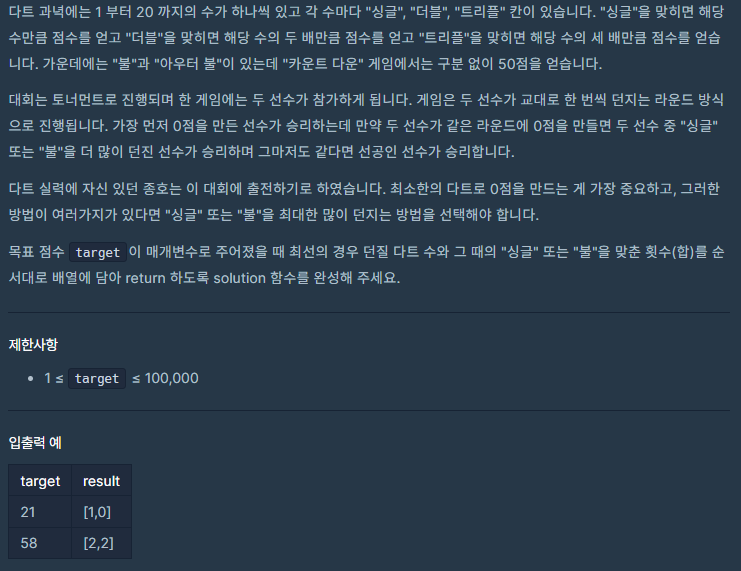 다트 과녁에는 1 부터 20 까지의 수가 하나씩 있고 각 수마다 "싱글", "더블", "트리플" 칸이 있습니다. "싱글"을 맞히면 해당
수만큼 점수를 얻고 "더블"을 맞히면 해당 수의 두 배만큼 점수를 얻고 "트리플"을 맞히면 해당 수의 세 배만큼 점수를 얻습
니다. 가운데에는 "불"과 "아우터 불"이 있는데 "카운트 다운" 게임에서는 구분 없이 50점을 얻습니다.
대회는 토너먼트로 진행되며 한 게임에는 두 선수가 참가하게 됩니다. 게임은 두 선수가 교대로 한 번씩 던지는 라운드 방식
으로 진행됩니다. 가장 먼저 0점을 만든 선수가 승리하는데 만약 두 선수가 같은 라운드에 0점을 만들면 두 선수 중 "싱글"
또는 "불"을 더 많이 던진 선수가 승리하며 그마저도 같다면 선공인 선수가 승리합니다.
다트 실력에 자신 있던 종호는 이 대회에 출전하기로 하였습니다. 최소한의 다트로 0점을 만드는 게 가장 중요하고, 그러한
방법이 여러가지가 있다면 "싱글" 또는 "불"을 최대한 많이 던지는 방법을 선택해야 합니다.
목표 점수 target 이 매개변수로 주어졌을 때 최선의 경우 던질 다트 수와 그 때의 "싱글" 또는 "불"을 맞춘 횟수(합)를 순
서대로 배열에 담아 return 하도록 solution 함수를 완성해 주세요.
제한사항
• 1 ≤ target ≤ 100,000
입출력 예
target result
21 [1,0]
58 [2,2]